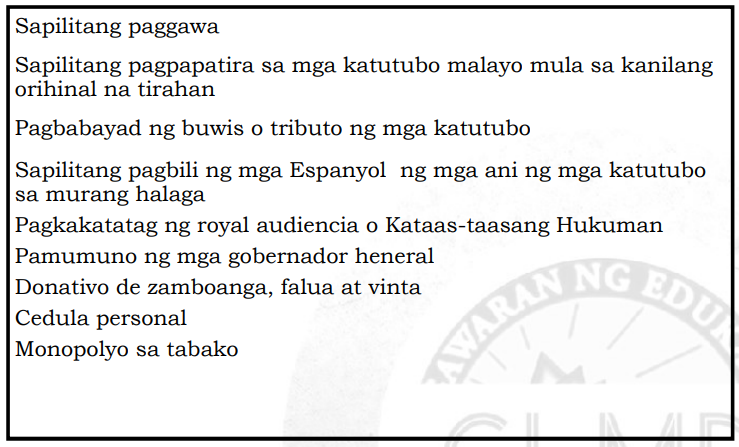 Sapilitang paggawa
Sapilitang pagpapatira sa mga katutubo malayo mula sa kanilang
orihinal na tirahan
Pagbabayad ng buwis o tributo ng mga katutubo
Sapilitang pagbili ng mga Espanyol ng mga ani ng mga katutubo
sa murang halaga
Pagkakatatag ng royal audiencia o Kataas-taasang Hukuman
Pamumuno ng mga gobernador heneral
Donativo de zamboanga, falua at vinta
Cedula personal
Monopolyo sa tabako